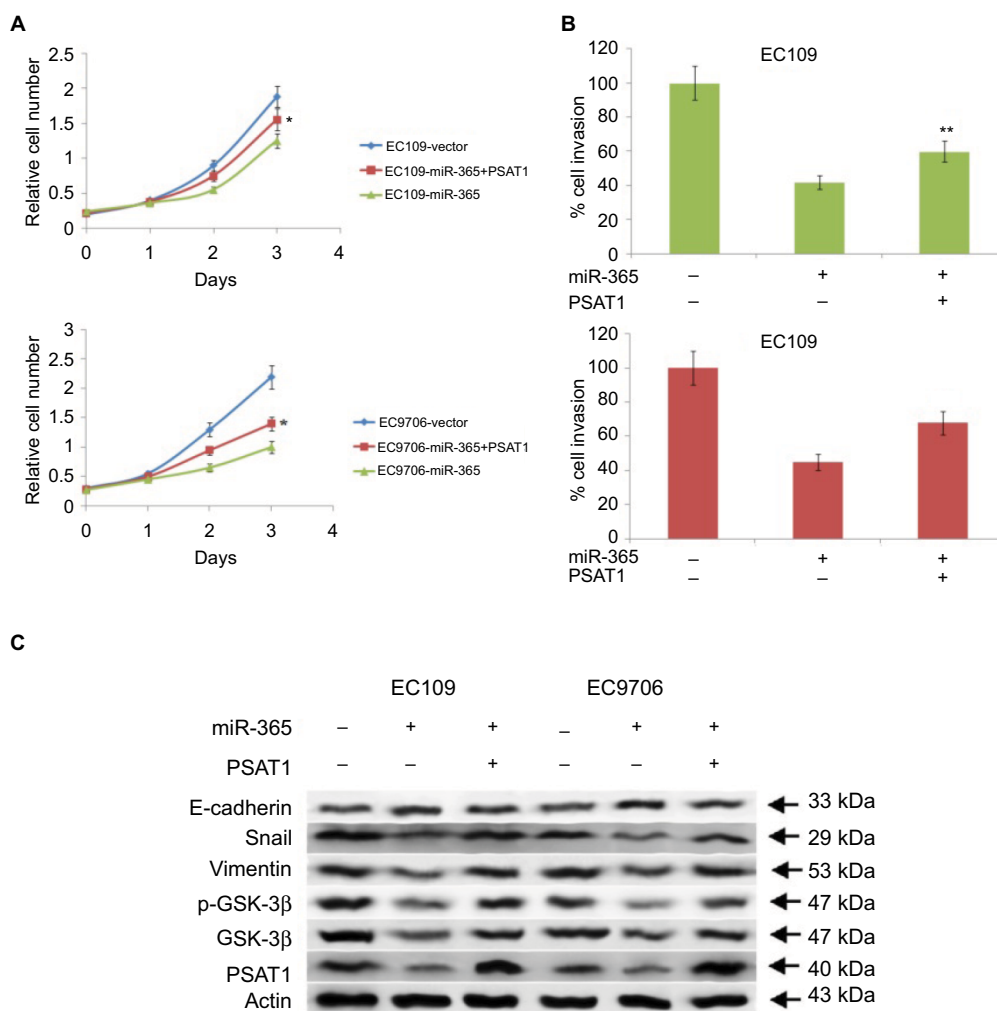 A
Relative cell number
2.5
2
1.5
1
0.5
0
0 1 2 3 4
Days
*
EC109-vector
EC109-miR-365+PSAT1
EC109-miR-365
Relative cell number
3
2.5
2
1.5
1
0.5
0
0 1 2 3 4
Days
*
EC9706-vector
EC9706-miR-365+PSAT1
EC9706-miR-365
B
EC109
% cell invasion
120
100
80
60
40
20
0
**
miR-365 – + +
PSAT1 – – +
EC109
% cell invasion
120
100
80
60
40
20
0
miR-365 – + +
PSAT1 – – +
C
EC109 EC9706
miR-365 – + + – + +
PSAT1 – – + – – +
E-cadherin 33 kDa
Snail 29 kDa
Vimentin 53 kDa
p-GSK-3β 47 kDa
GSK-3β 47 kDa
PSAT1 40 kDa
Actin 43 kDa